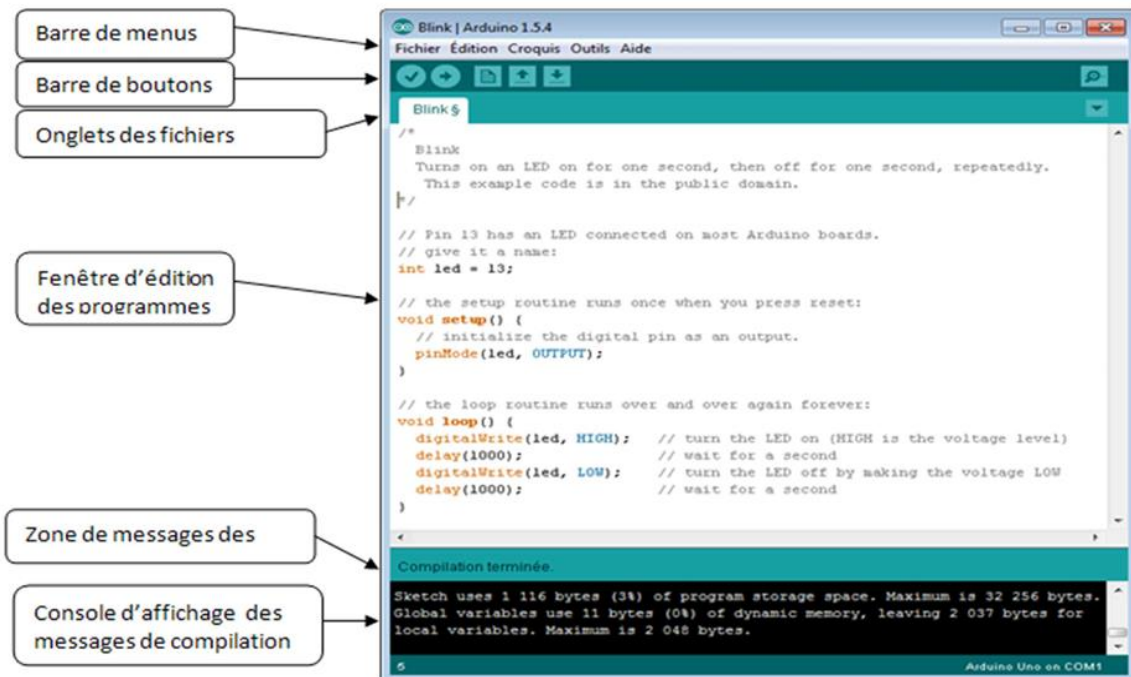 Barre de menus
Barre de boutons
Onglets des fichiers
Fenêtre d'édition
des programmes
Zone de messages des
Console d'affichage des
messages de compilation
Blink | Arduino 1.5.4
Fichier Édition Croquis Outils Aide
Blink §
/*
Blink
Turns on an LED on for one second, then off for one second, repeatedly.
This example code is in the public domain.
*/
// Pin 13 has an LED connected on most Arduino boards.
// give it a name:
int led = 13;
// the setup routine runs once when you press reset:
void setup() {
// initialize the digital pin as an output.
pinMode(led, OUTPUT);
}
// the loop routine runs over and over again forever:
void loop() {
digitalWrite(led, HIGH); // turn the LED on (HIGH is the voltage level)
delay(1000); // wait for a second
digitalWrite(led, LOW); // turn the LED off by making the voltage LOW
delay(1000); // wait for a second
}
Compilation terminée.
Sketch uses 1 116 bytes (3%) of program storage space. Maximum is 32 256 bytes.
Global variables use 11 bytes (0%) of dynamic memory, leaving 2 037 bytes for
local variables. Maximum is 2 048 bytes.
5 Arduino Uno on COM1